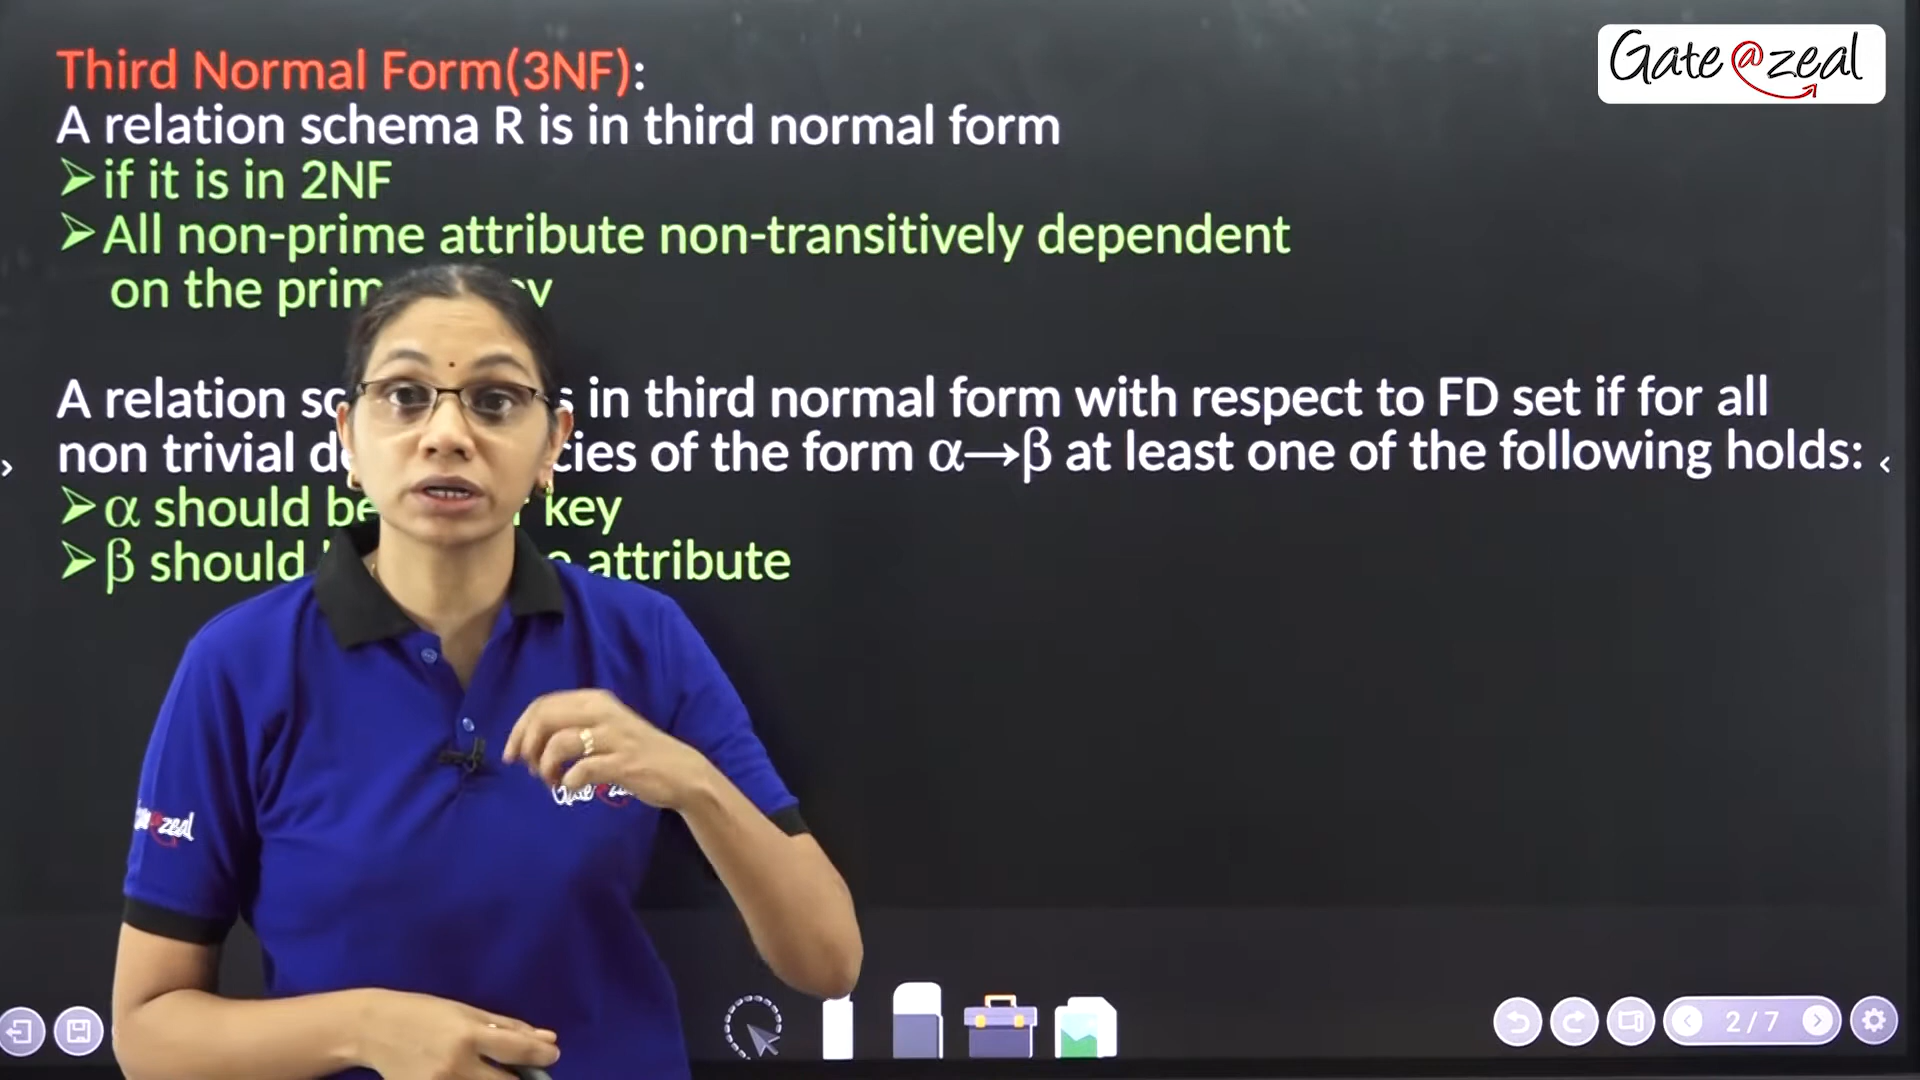 Third Normal Form(3NF):
Gate@zeal
A relation schema R is in third normal form
➢if it is in 2NF
➢All non-prime attribute non-transitively dependent
on the
A relation in third normal form with respect to FD set if for all
non trivial of the form α→β at least one of the following holds:
➢α should key
➢β should attribute
zeal
2/7